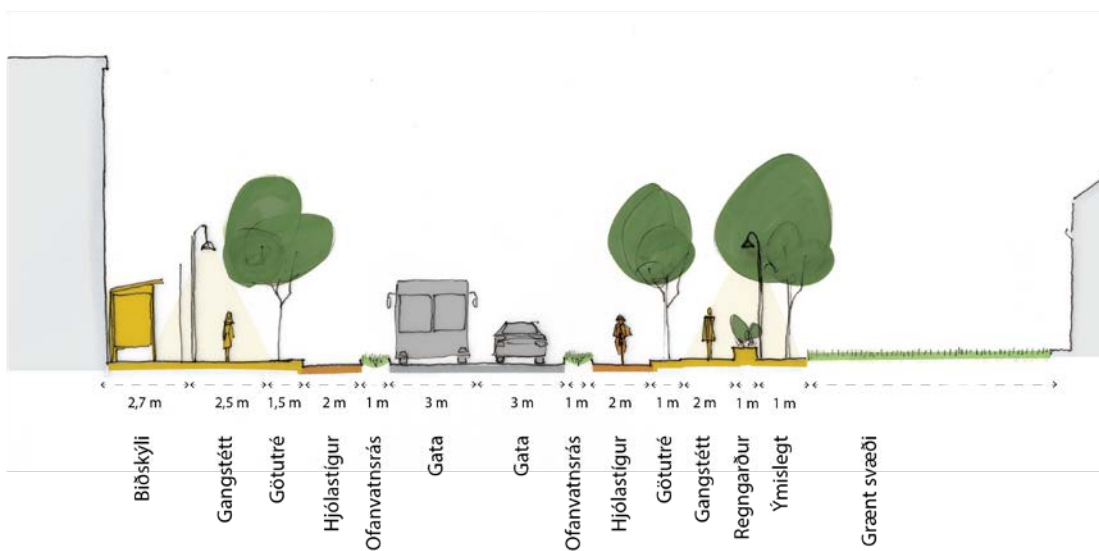 2,7 m
2,5 m
1,5 m
2 m
1 m
3 m
3 m
1 m
2 m
1 m
2 m
1 m
1 m
Biðskýli
Gangstétt
Götutré
Hjólastígur
Ofanvatnsrás
Gata
Gata
Ofanvatnsrás
Hjólastígur
Götutré
Gangstétt
Regngarður
Ýmislegt
Grænt svæði